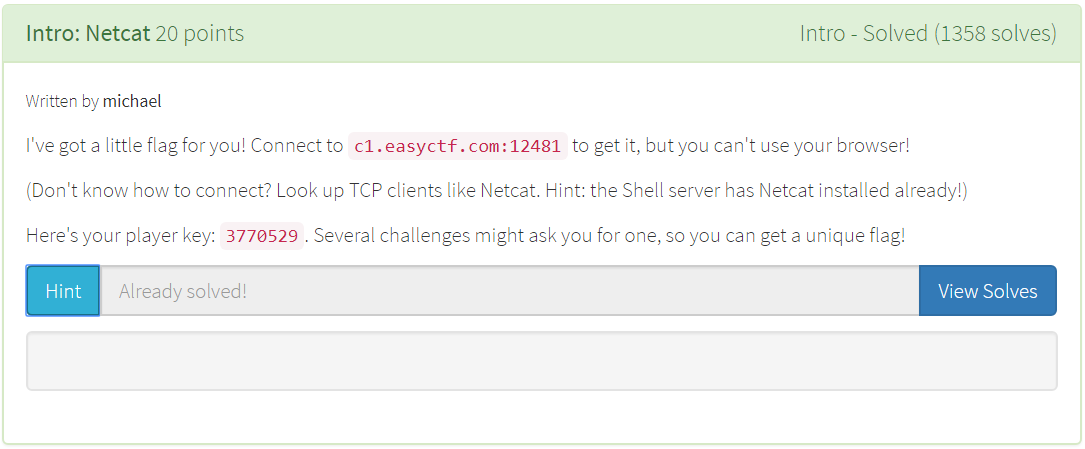 Intro: Netcat 20 points Intro - Solved (1358 solves)
Written by michael
I've got a little flag for you! Connect to c1.easyctf.com:12481 to get it, but you can't use your browser!
(Don't know how to connect? Look up TCP clients like Netcat. Hint: the Shell server has Netcat installed already!)
Here's your player key: 3770529. Several challenges might ask you for one, so you can get a unique flag!
Hint Already solved! View Solves